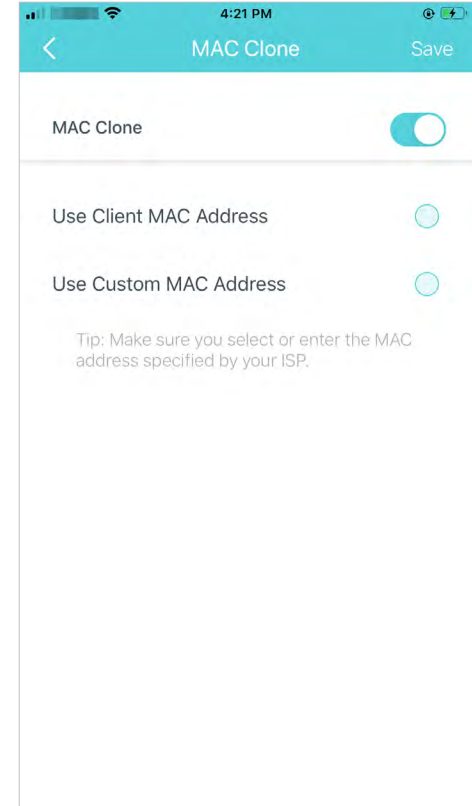 4:21 PM
MAC Clone
Save
MAC Clone
Use Client MAC Address
Use Custom MAC Address
Tip: Make sure you select or enter the MAC
address specified by your ISP.